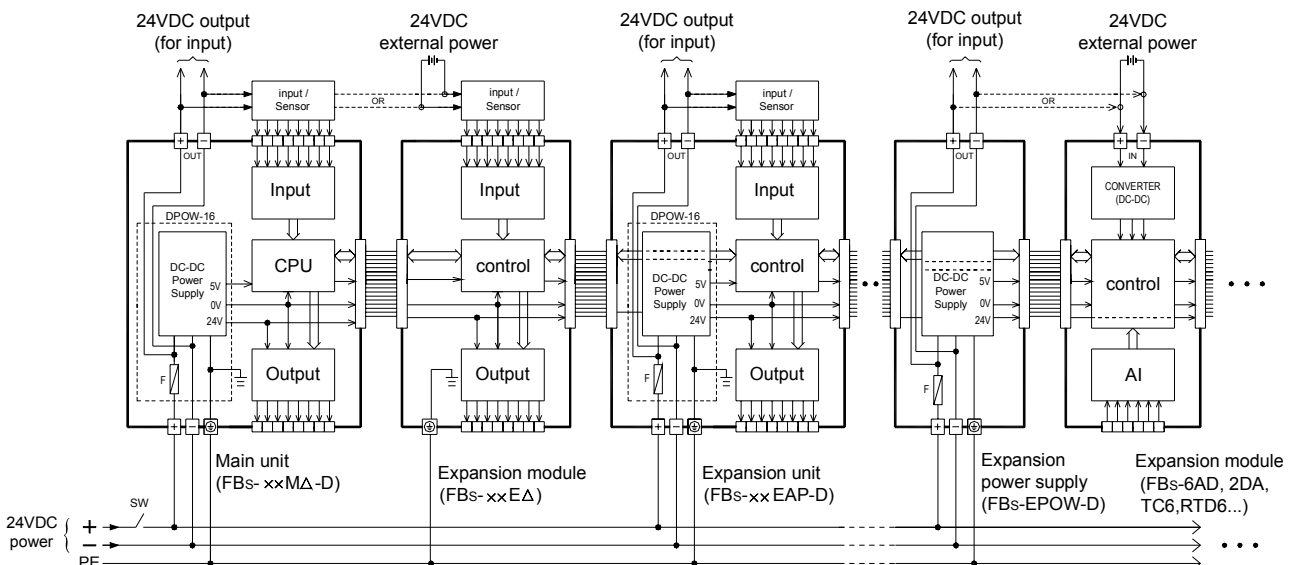 24VDC output
(for input)
24VDC
external power
24VDC output
(for input)
24VDC output
(for input)
24VDC
external power
input /
Sensor
OR
input /
Sensor
input /
Sensor
OR
+ −
OUT
+ −
OUT
+ −
OUT
+ −
IN
Input
Input
Input
CONVERTER
(DC-DC)
DPOW-16
DC-DC
Power
Supply
5V
0V
24V
CPU
control
DPOW-16
DC-DC
Power
Supply
5V
0V
24V
control
DC-DC
Power
Supply
5V
0V
24V
control
F
Output
Output
F
Output
F
AI
+ −
+ −
+ −
Main unit
(FBs-××MΔ-D)
Expansion module
(FBs-××EΔ)
Expansion unit
(FBs-××EAP-D)
Expansion
power supply
(FBs-EPOW-D)
Expansion module
(FBs-6AD, 2DA,
TC6,RTD6...)
SW
24VDC
power
+
−
PE